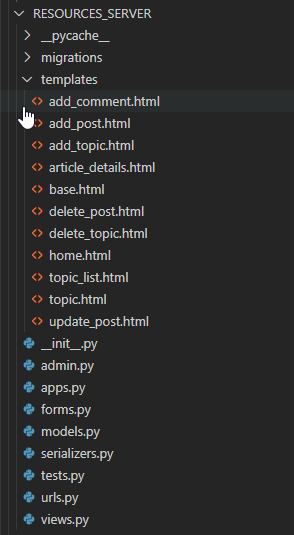 RESOURCES_SERVER
__pycache__
migrations
templates
add_comment.html
add_post.html
add_topic.html
article_details.html
base.html
delete_post.html
delete_topic.html
home.html
topic_list.html
topic.html
update_post.html
__init__.py
admin.py
apps.py
forms.py
models.py
serializers.py
tests.py
urls.py
views.py